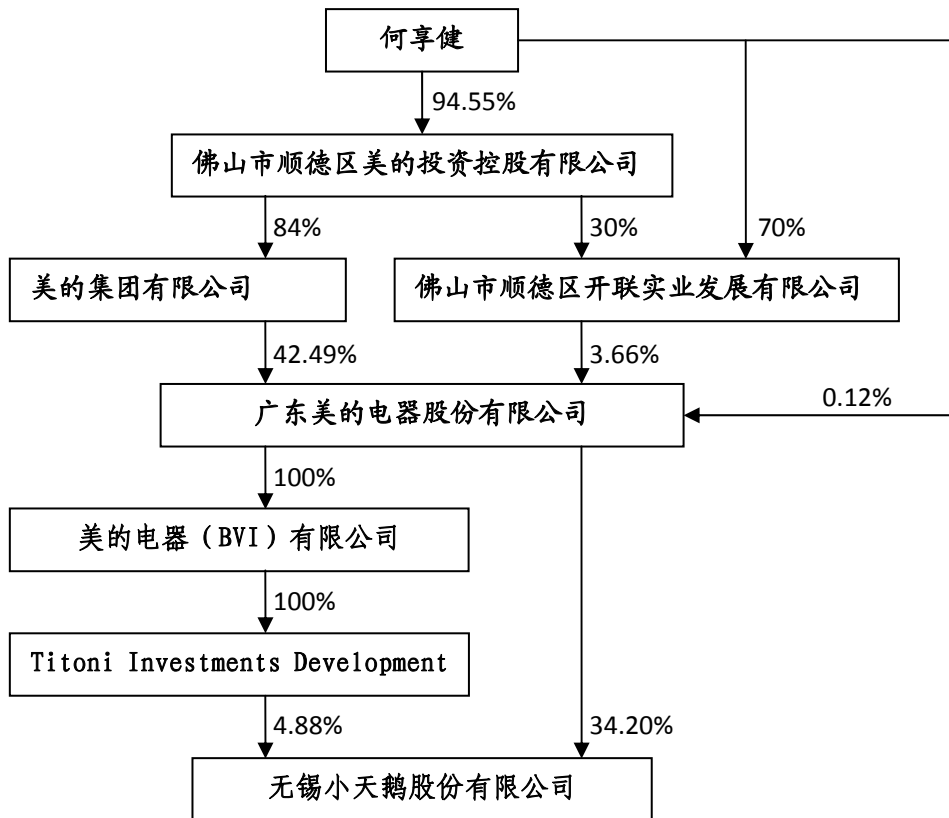 何享健
94.55%
佛山市顺德区美的投资控股有限公司
84%
30%
70%
美的集团有限公司
佛山市顺德区开联实业发展有限公司
42.49%
3.66%
0.12%
广东美的电器股份有限公司
100%
美的电器（BVI）有限公司
100%
Titoni Investments Development
4.88%
34.20%
无锡小天鹅股份有限公司